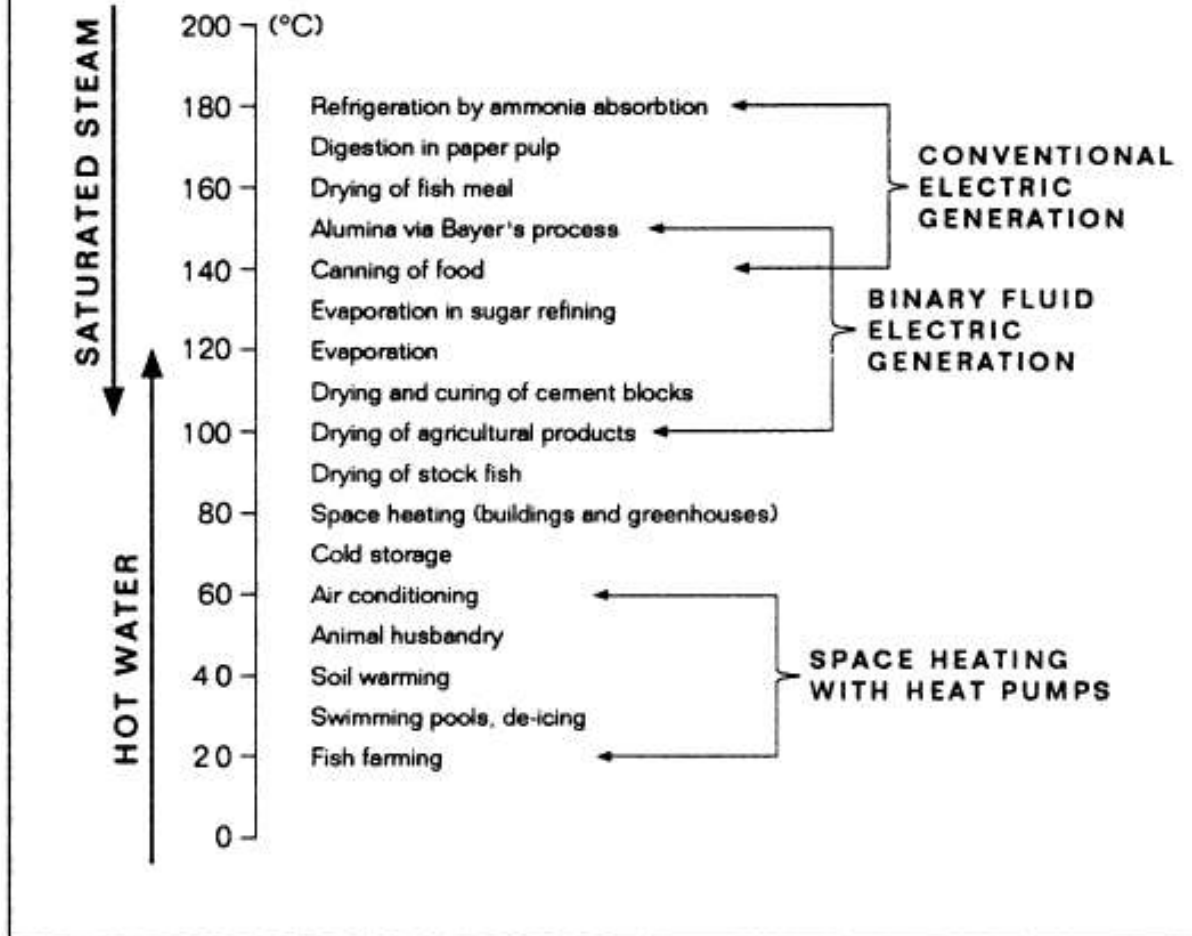 SATURATED STEAM
HOT WATER
200 (°C)
180 Refrigeration by ammonia absorbtion
Digestion in paper pulp
160 Drying of fish meal
Alumina via Bayer's process
140 Canning of food
Evaporation in sugar refining
120 Evaporation
Drying and curing of cement blocks
100 Drying of agricultural products
Drying of stock fish
80 Space heating (buildings and greenhouses)
Cold storage
60 Air conditioning
Animal husbandry
40 Soil warming
Swimming pools, de-icing
20 Fish farming
0
CONVENTIONAL
ELECTRIC
GENERATION
BINARY FLUID
ELECTRIC
GENERATION
SPACE HEATING
WITH HEAT PUMPS